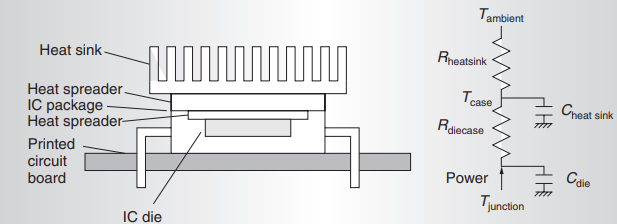 Heat sink
Heat spreader
IC package
Heat spreader
Printed
circuit
board
IC die
Tambient
Rheatsink
Tcase
Cheat sink
Rdiecase
Power
Cdie
Tjunction